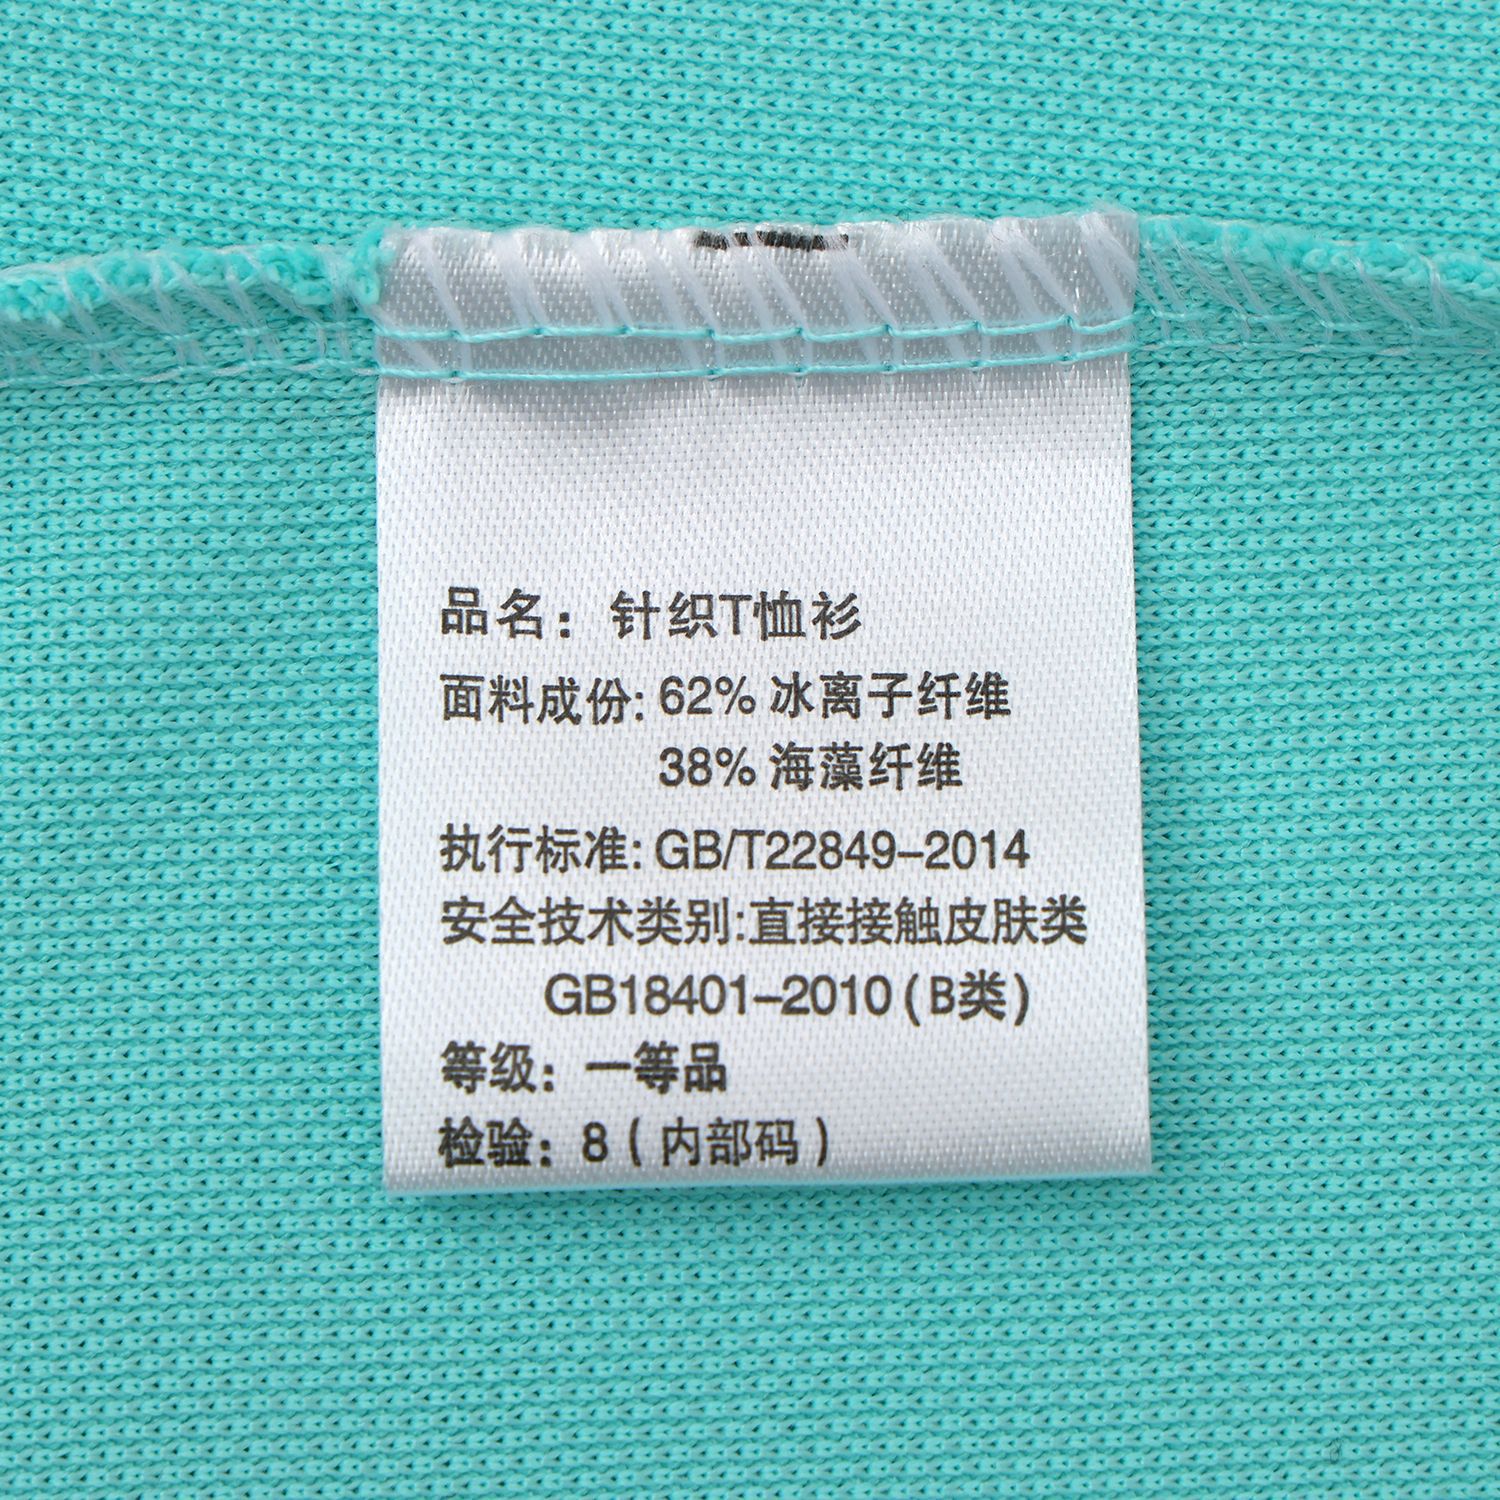 品名：针织T恤衫
面料成份:62% 冰离子纤维
38% 海藻纤维
执行标准:GB/T22849-2014
安全技术类别:直接接触皮肤类
GB18401-2010(B类)
等级：一等品
检验：8(内部码)